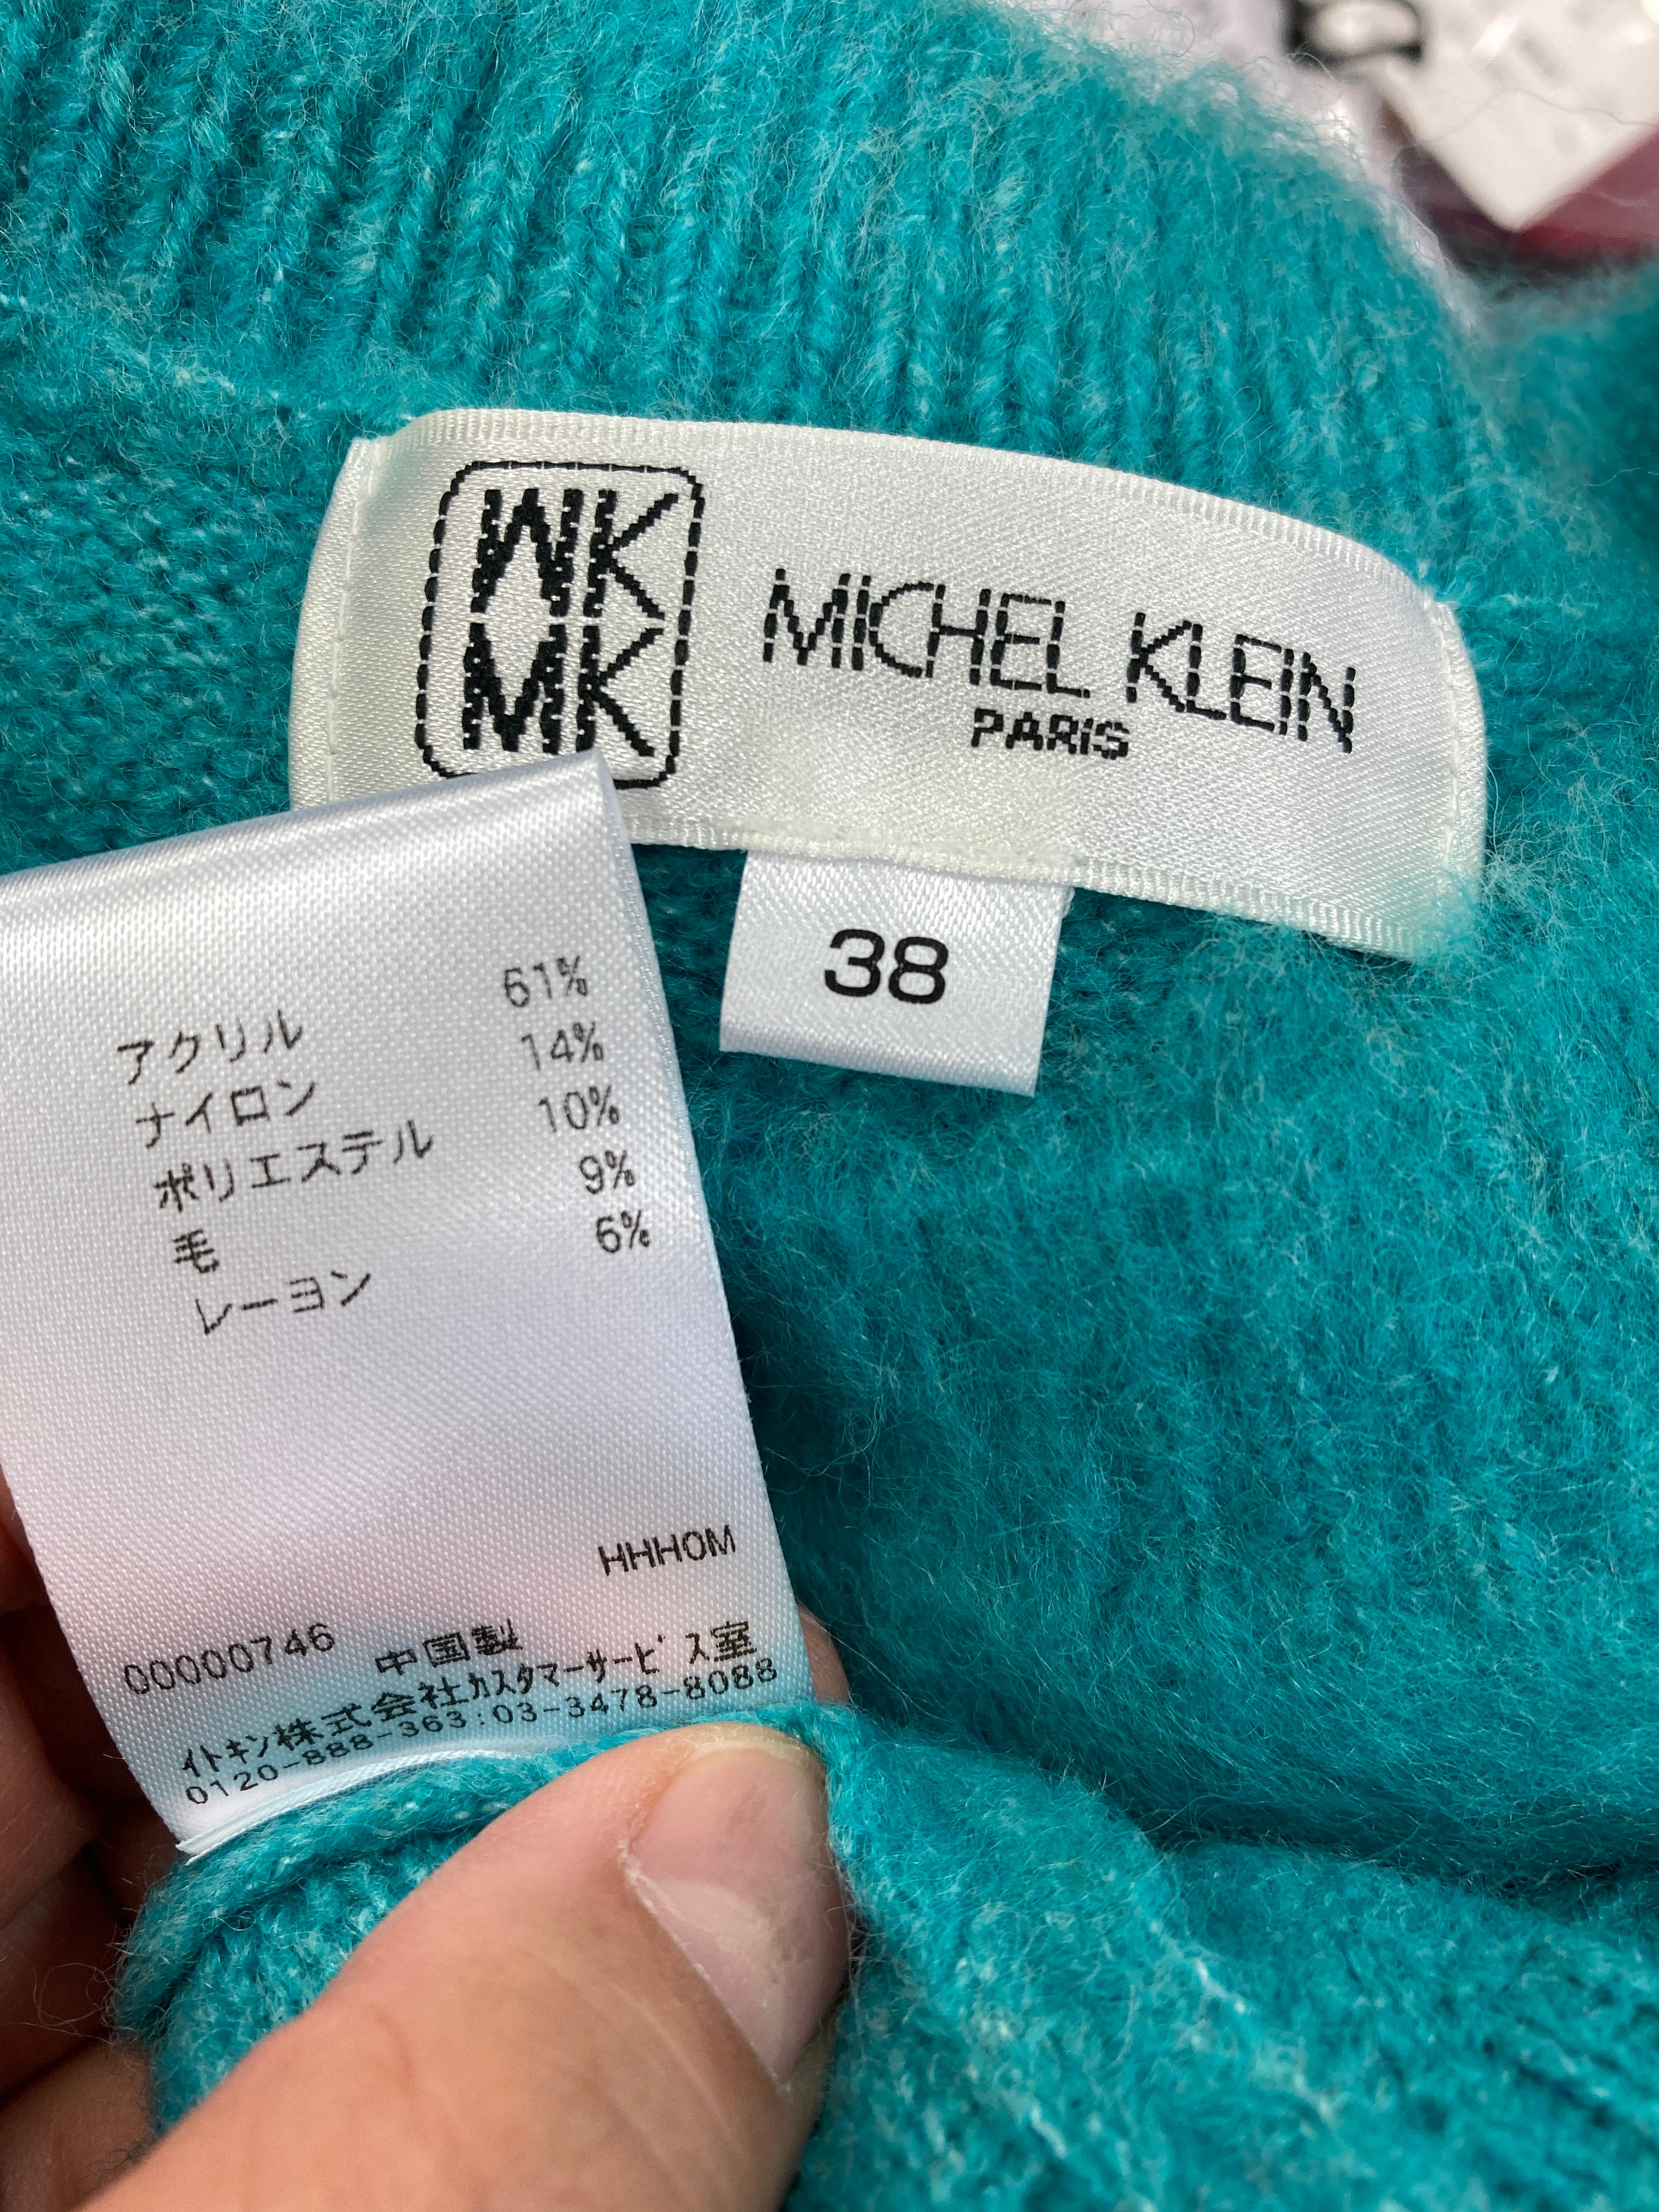 MK
MK
MICHEL KLEIN
PARIS
38
アクリル 61%
ナイロン 14%
ポリエステル 10%
毛 9%
レーヨン 6%
HHHOM
00000746 中国製
イトキン株式会社カスタマーサービス室
0120-888-363:03-3478-8088